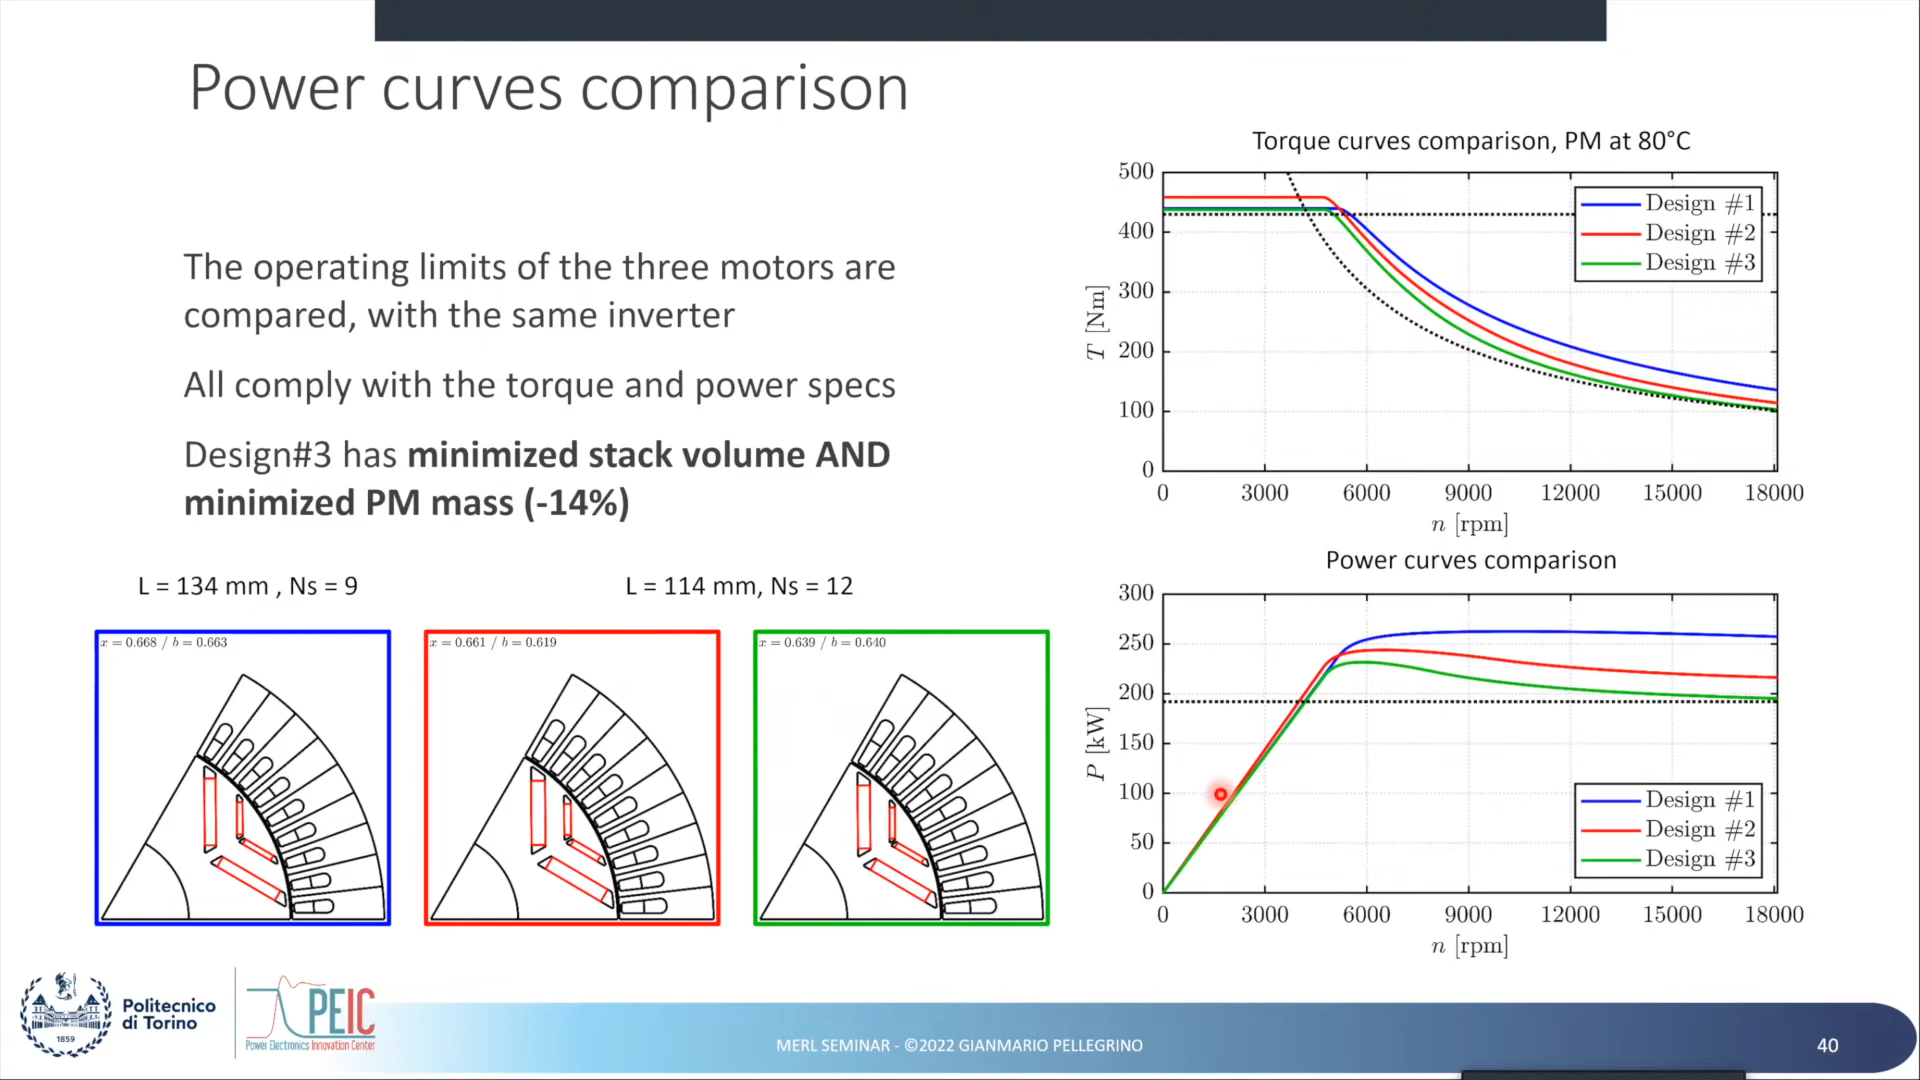 Power curves comparison
The operating limits of the three motors are
compared, with the same inverter
All comply with the torque and power specs
Design#3 has minimized stack volume AND
minimized PM mass (-14%)
L = 134 mm , Ns = 9
L = 114 mm, Ns = 12
x = 0.668 / b = 0.663
x = 0.661 / b = 0.619
x = 0.639 / b = 0.640
Torque curves comparison, PM at 80°C
500
400
300
200
100
0
T [Nm]
Design #1
Design #2
Design #3
0 3000 6000 9000 12000 15000 18000
n [rpm]
Power curves comparison
300
250
200
150
100
50
0
P [kW]
Design #1
Design #2
Design #3
0 3000 6000 9000 12000 15000 18000
n [rpm]
1859
Politecnico
di Torino
PEIC
Power Electronics Innovation Center
MERL SEMINAR - ©2022 GIANMARIO PELLEGRINO
40